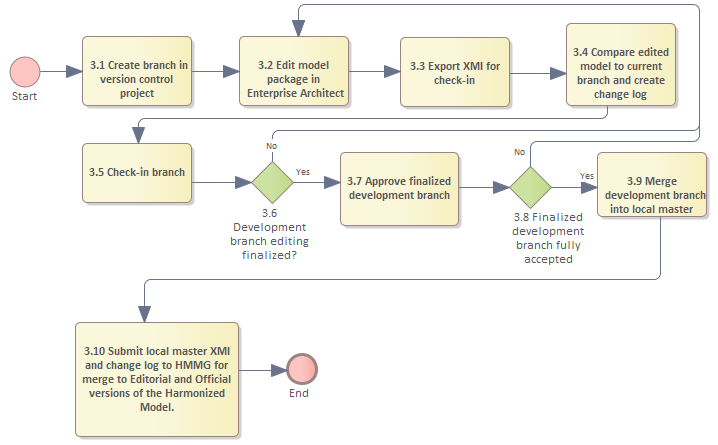 Start
3.1 Create branch in
version control
project
3.2 Edit model
package in
Enterprise Architect
3.3 Export XMI for
check-in
3.4 Compare edited
model to current
branch and create
change log
3.5 Check-in branch
No
Yes
3.6
Development
branch editing
finalized?
3.7 Approve finalized
development branch
No
Yes
3.8 Finalized
development
branch fully
accepted
3.9 Merge
development branch
into local master
3.10 Submit local master XMI
and change log to HMMG for
merge to Editorial and Official
versions of the Harmonized
Model.
End